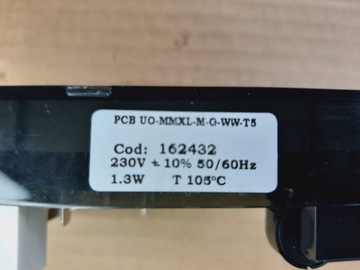 PCB UO-MMXL-M-G-WW-T5
Cod: 162432
230V ± 10% 50/60Hz
1.3W T 105°C